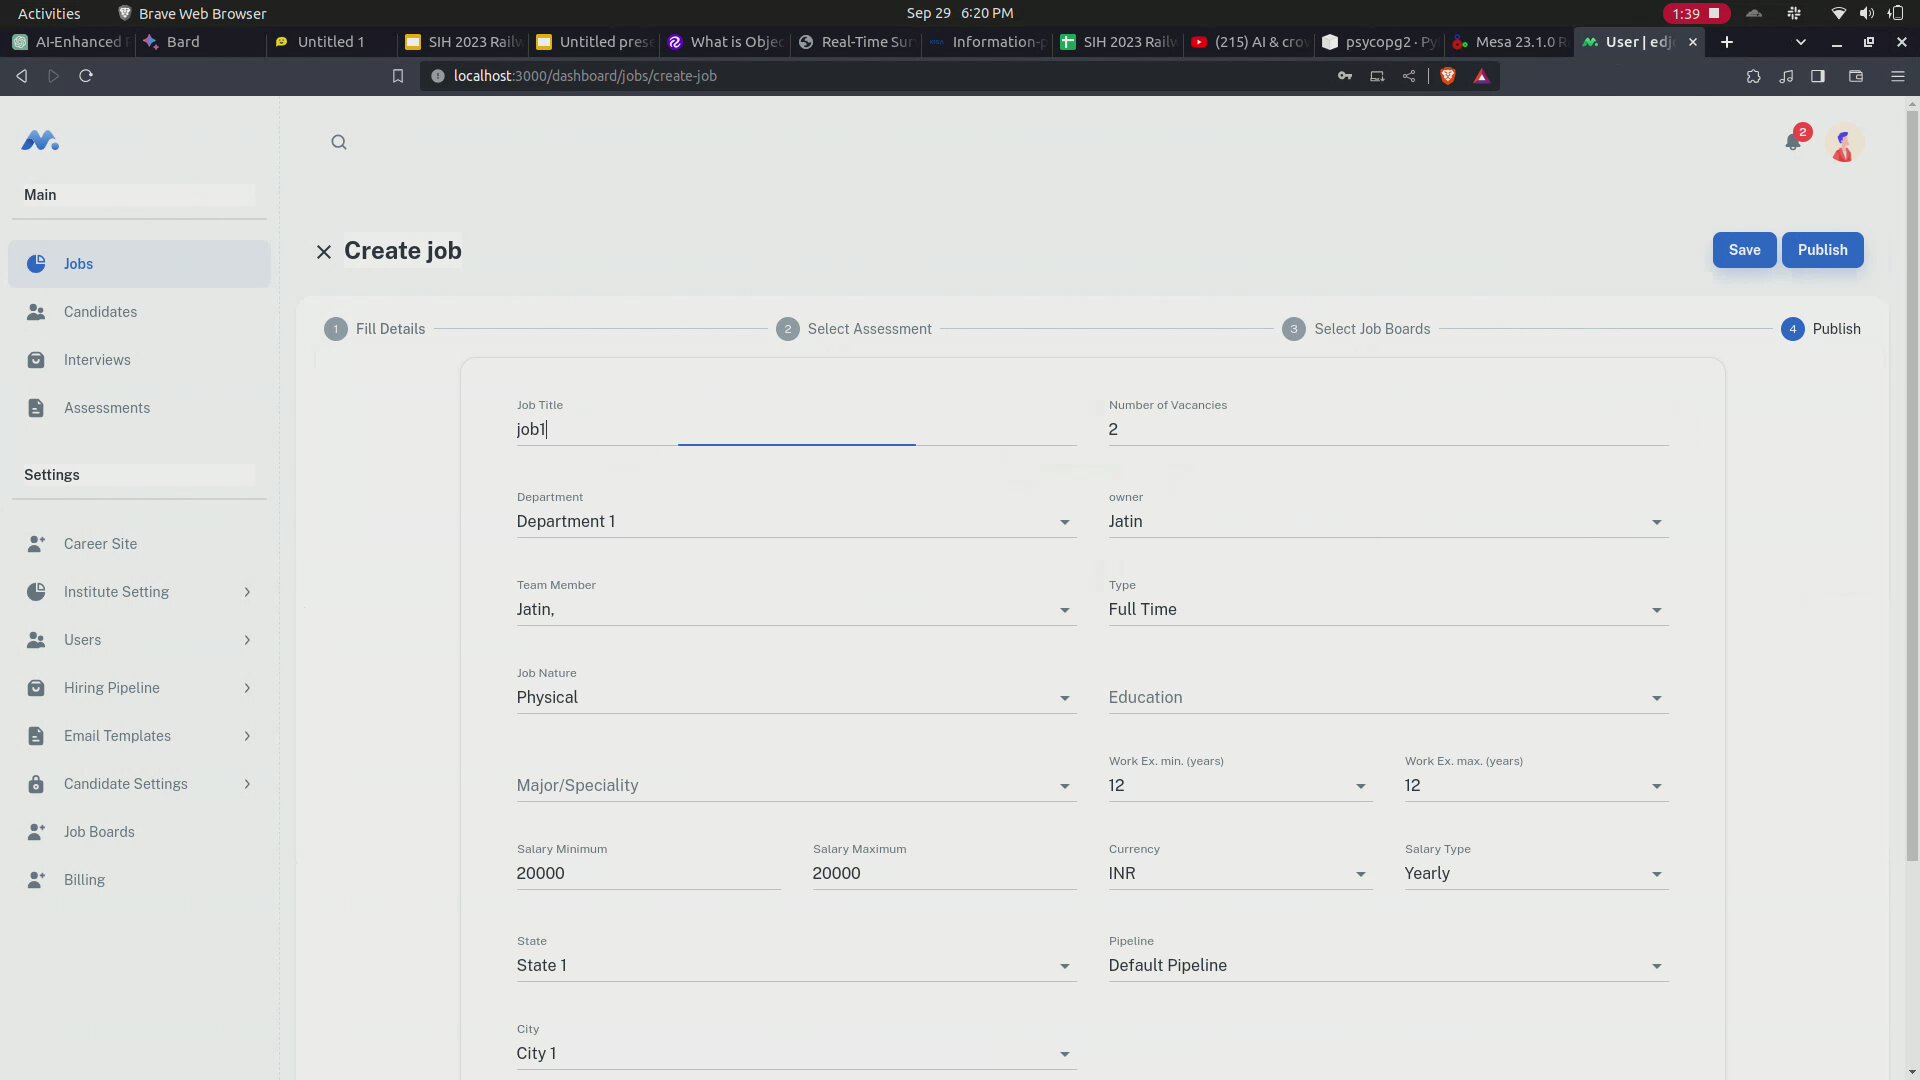 Activities
Brave Web Browser
Sep 29 6:20 PM
1:39
AI-Enhanced
Bard
Untitled 1
SIH 2023 Railw
Untitled prese
What is Objec
Real-Time Sur
Information-p
SIH 2023 Railw
(215) AI & crow
psycopg2 · Py
Mesa 23.1.0 R
User | edj
localhost:3000/dashboard/jobs/create-job
2
Main
Create job
Save
Publish
Jobs
Candidates
Interviews
Assessments
1 Fill Details
2 Select Assessment
3 Select Job Boards
4 Publish
Job Title
job1
Number of Vacancies
2
Settings
Career Site
Institute Setting
Users
Hiring Pipeline
Email Templates
Candidate Settings
Job Boards
Billing
Department
Department 1
owner
Jatin
Team Member
Jatin,
Type
Full Time
Job Nature
Physical
Education
Major/Speciality
Work Ex. min. (years)
12
Work Ex. max. (years)
12
Salary Minimum
20000
Salary Maximum
20000
Currency
INR
Salary Type
Yearly
State
State 1
Pipeline
Default Pipeline
City
City 1